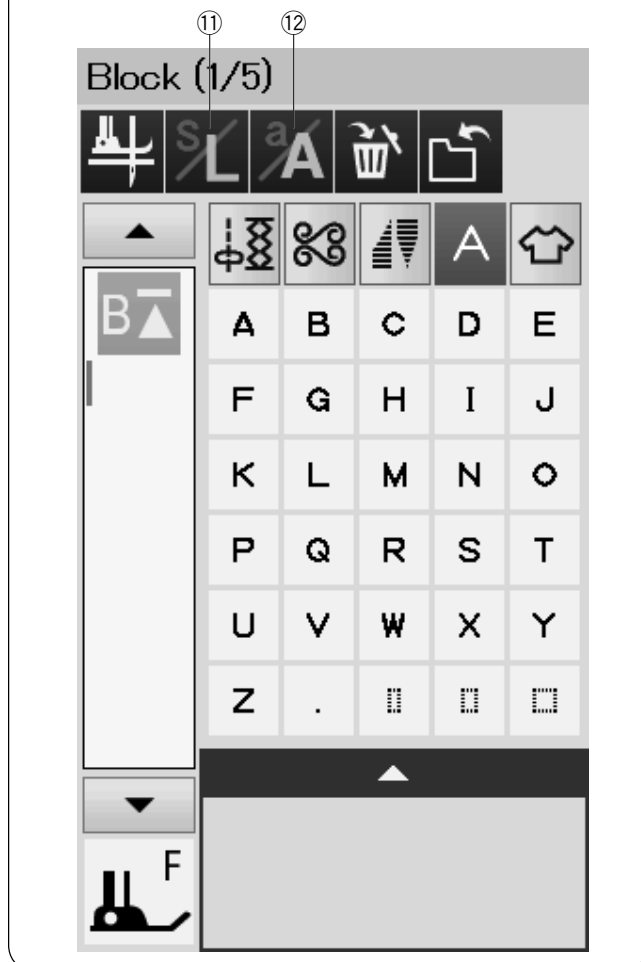 ⑪ ⑫
Block (1/5)
S/L a/A
A
B
A B C D E
F G H I J
K L M N O
P Q R S T
U V W X Y
Z .
F